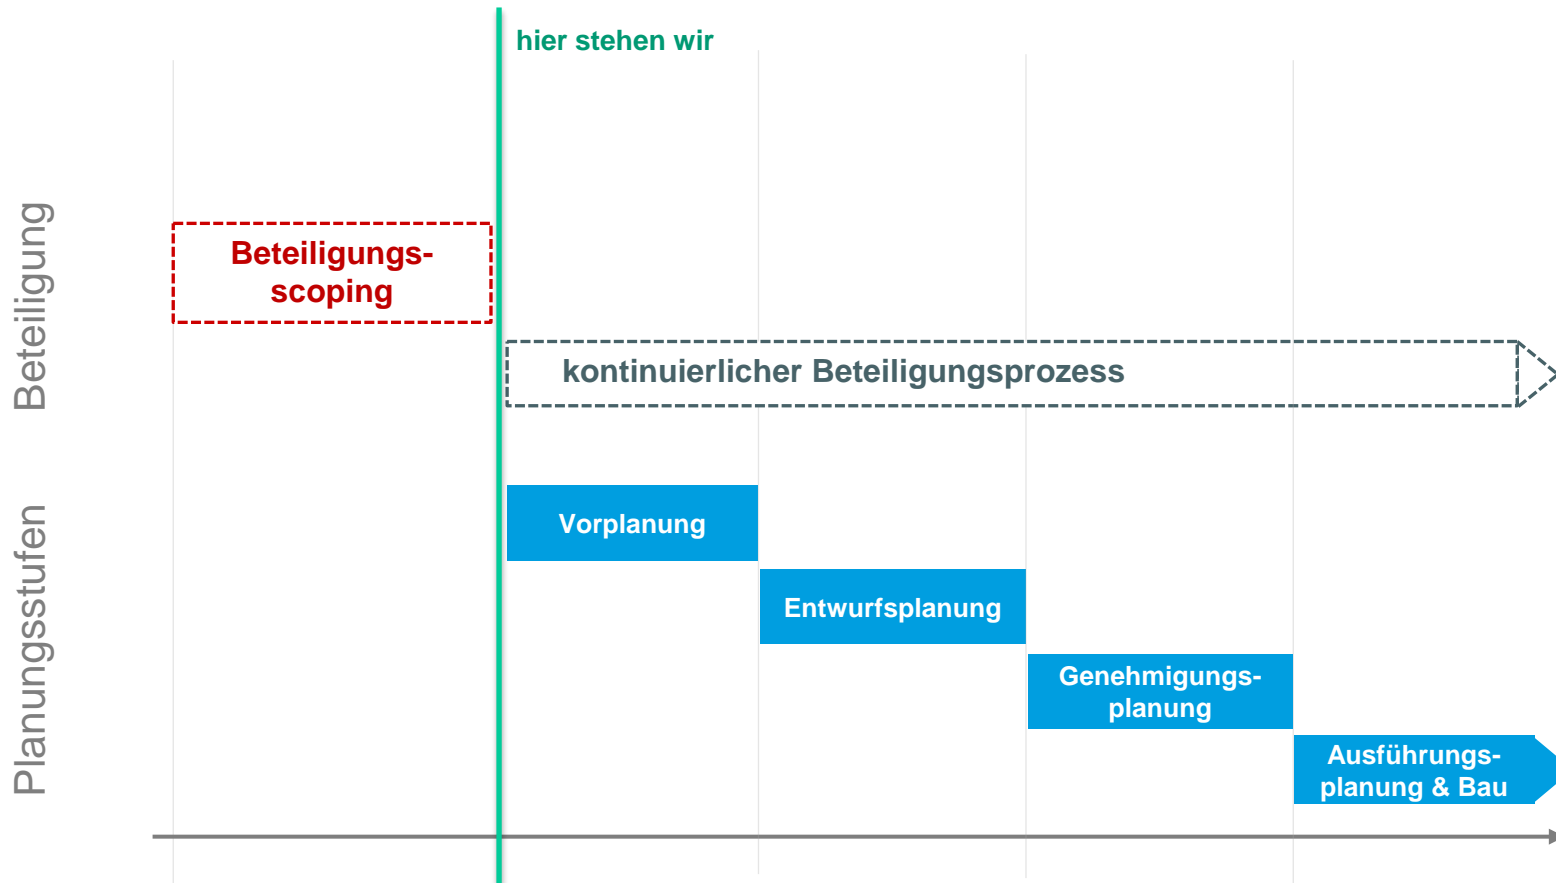 hier stehen wir
Beteiligung
Beteiligungs-
scoping
kontinuierlicher Beteiligungsprozess
Planungsstufen
Vorplanung
Entwurfsplanung
Genehmigungs-
planung
Ausführungs-
planung & Bau